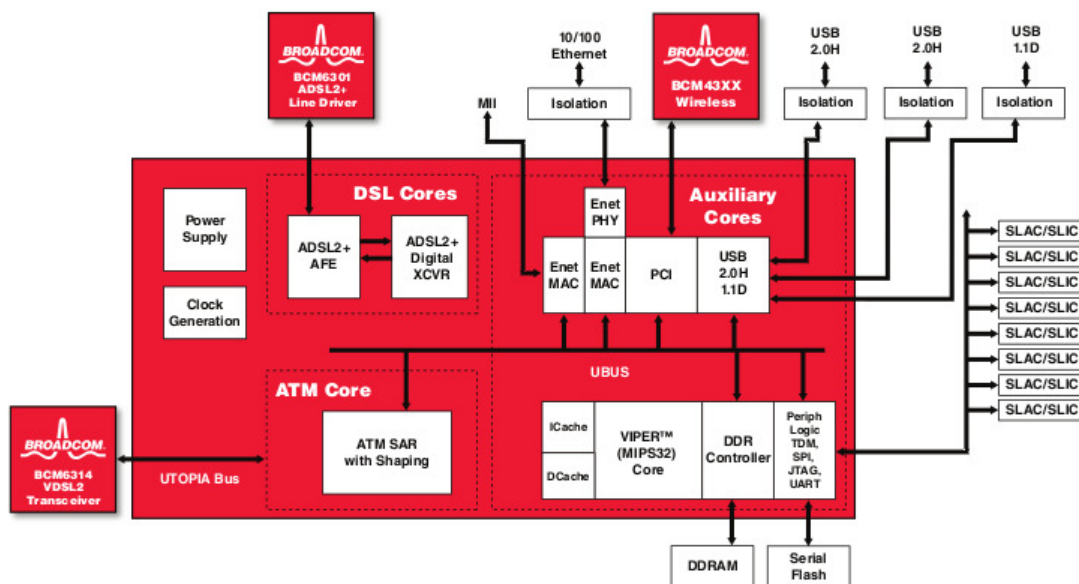 BROADCOM.
BCM6301
ADSL2+
Line Driver
10/100
Ethernet
Isolation
MII
BROADCOM.
BCM43XX
Wireless
USB
2.0H
Isolation
USB
2.0H
Isolation
USB
1.1D
Isolation
Power
Supply
Clock
Generation
DSL Cores
ADSL2+
AFE
ADSL2+
Digital
XCVR
Auxiliary
Cores
Enet
PHY
Enet
MAC
Enet
MAC
PCI
USB
2.0H
1.1D
UBUS
SLAC/SLIC
SLAC/SLIC
SLAC/SLIC
SLAC/SLIC
SLAC/SLIC
SLAC/SLIC
SLAC/SLIC
SLAC/SLIC
ATM Core
ATM SAR
with Shaping
BROADCOM.
BCM6314
VDSL2
Transceiver
UTOPIA Bus
ICache
DCache
VIPER™
(MIPS32)
Core
DDR
Controller
Periph
Logic
TDM,
SPI,
JTAG,
UART
DDRAM
Serial
Flash